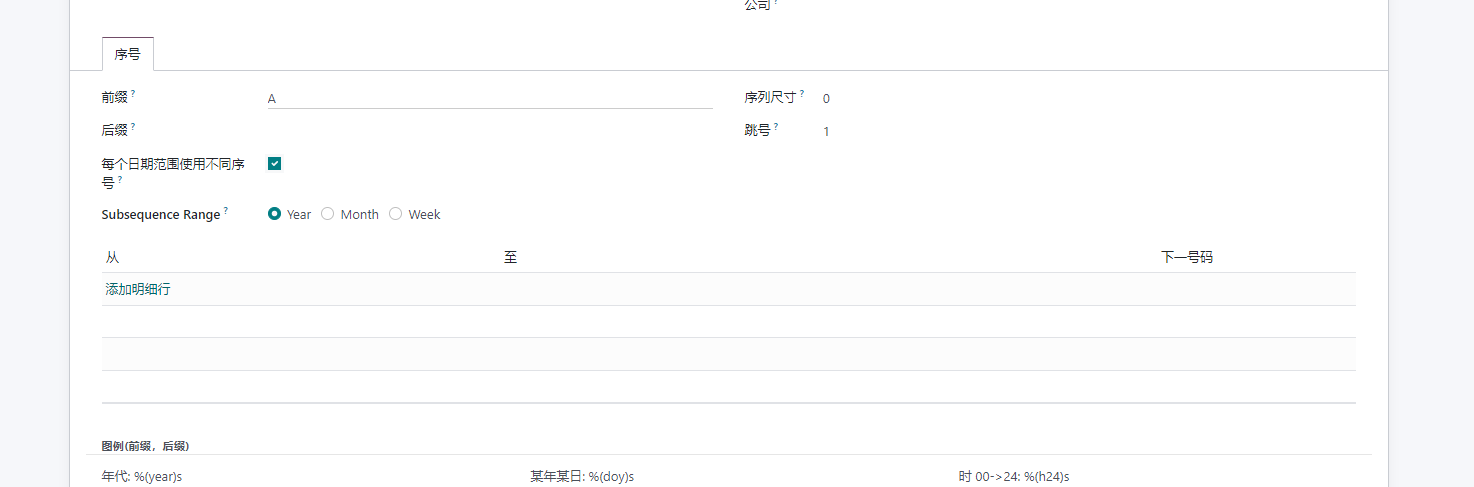 公司 ?
序号
前缀 ? A
序列尺寸 ? 0
后缀 ?
跳号 ? 1
每个日期范围使用不同序
号 ?
Subsequence Range ? Year Month Week
从 至 下一号码
添加明细行
图例(前缀，后缀)
年代: %(year)s 某年某日: %(doy)s 时 00->24: %(h24)s